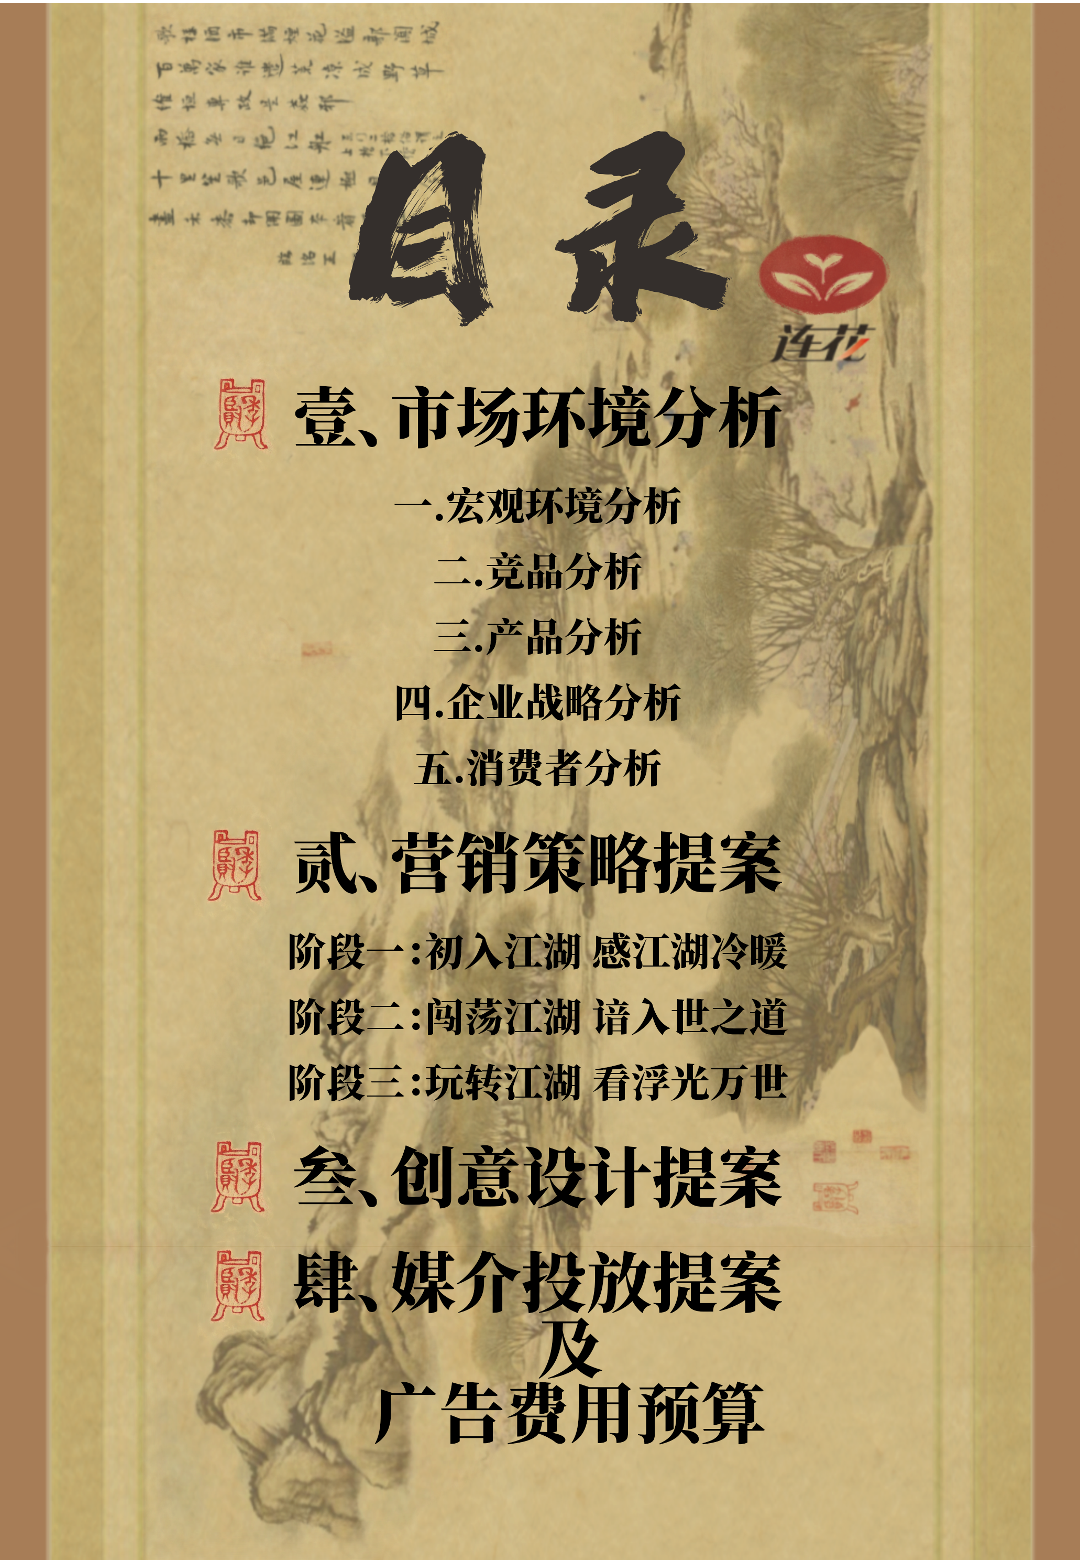 目录
连花
壹、市场环境分析
一.宏观环境分析
二.竞品分析
三.产品分析
四.企业战略分析
五.消费者分析
贰、营销策略提案
阶段一:初入江湖 感江湖冷暖
阶段二:闯荡江湖 谙入世之道
阶段三:玩转江湖 看浮光万世
叁、创意设计提案
肆、媒介投放提案
及
广告费用预算